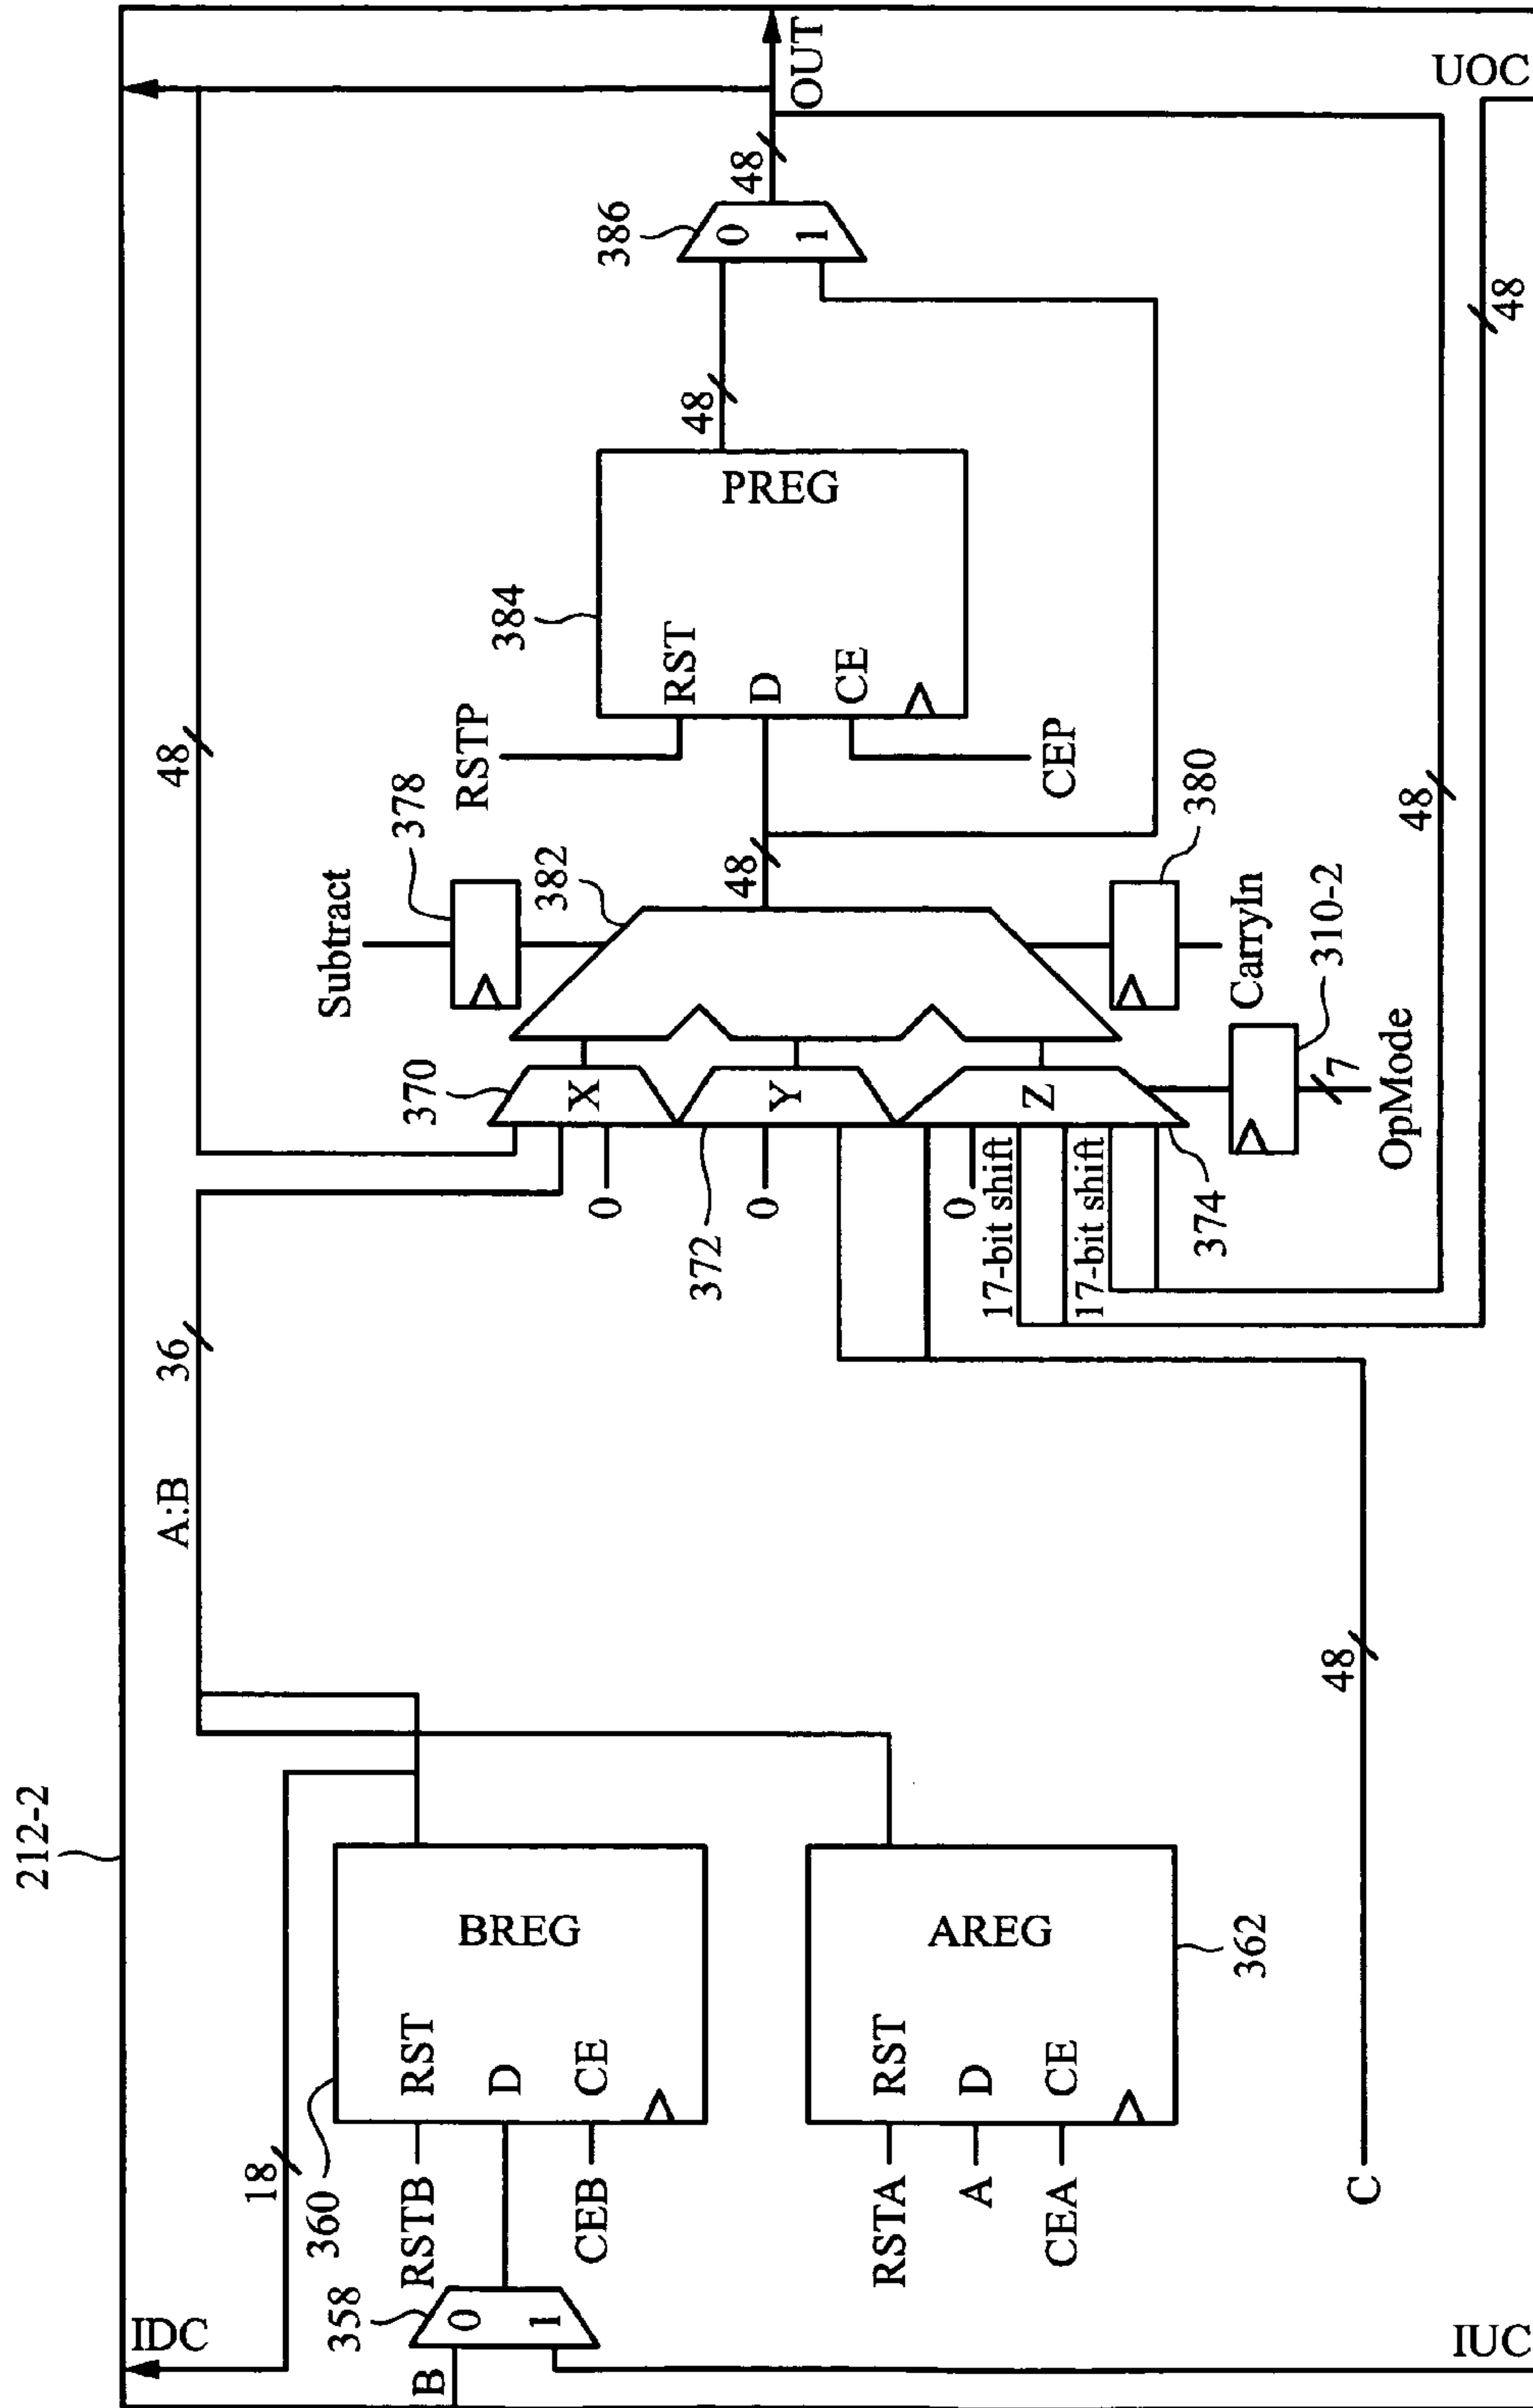 212-2
IDC
18
360
358
B
0
1
IUC
RSTB
CEB
RST
D
CE
BREG
RSTA
A
CEA
RST
D
CE
AREG
362
C
48
A:B
36
48
0
0
0
17-bit shift
17-bit shift
370
372
374
X
Y
Z
Subtract
378
382
48
380
CarryIn
310-2
7
OpMode
RSTP
CEP
384
RST
D
CE
PREG
48
386
0
1
48
OUT
48
48
UOC